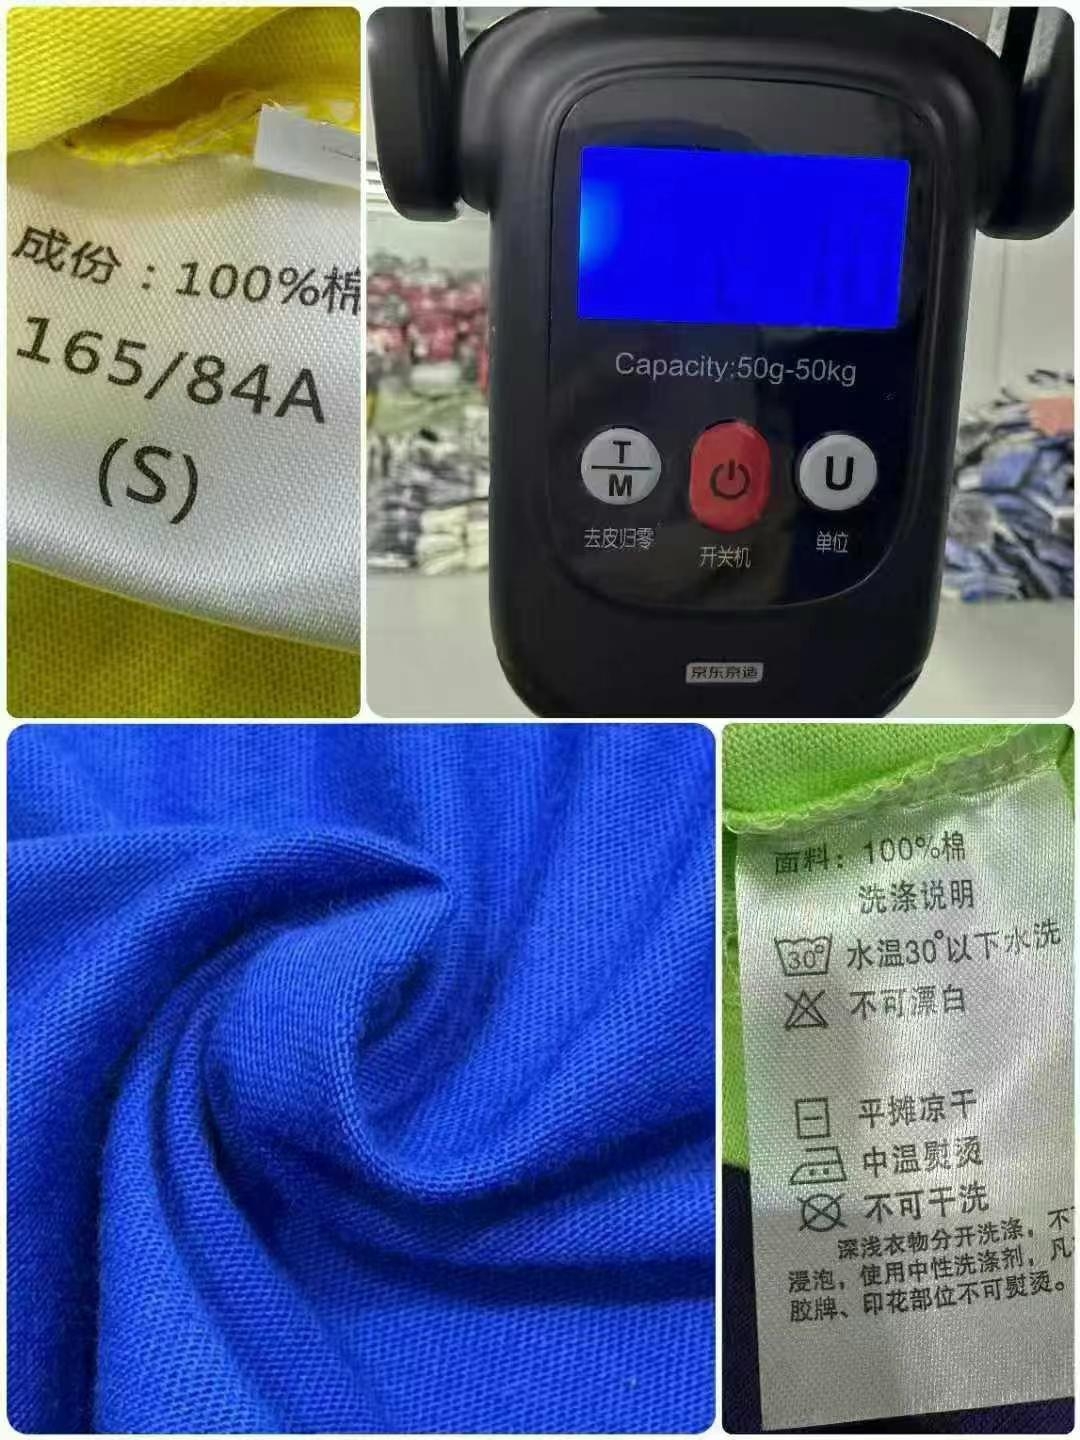 成份：100%棉
165/84A
(S)
Capacity:50g-50kg
T
M
U
去皮归零
开关机
单位
京东京造
面料：100%棉
洗涤说明
30°
水温30°以下水洗
不可漂白
平摊凉干
中温熨烫
不可干洗
深浅衣物分开洗涤，不
浸泡，使用中性洗涤剂，凡
胶牌、印花部位不可熨烫。